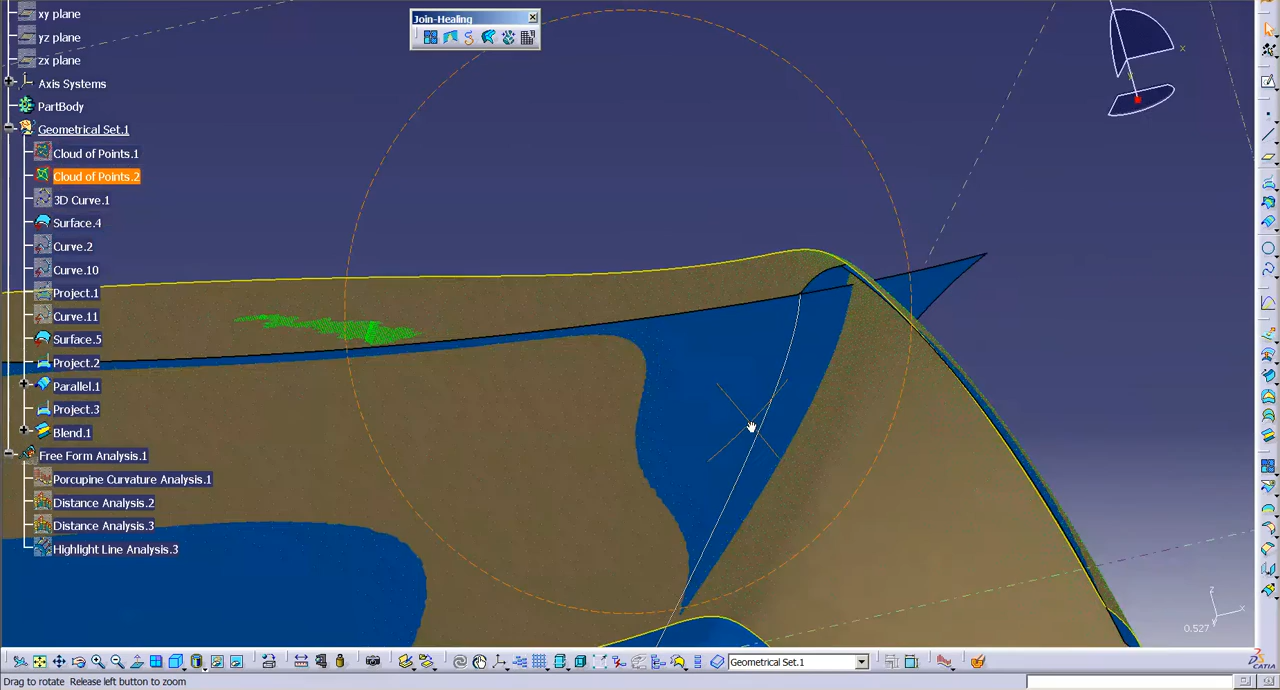 xy plane
Join-Healing
yz plane
zx plane
Axis Systems
PartBody
Geometrical Set.1
Cloud of Points.1
Cloud of Points.2
3D Curve.1
Surface.4
Curve.2
Curve.10
Project.1
Curve.11
Surface.5
Project.2
Parallel.1
Project.3
Blend.1
Free Form Analysis.1
Porcupine Curvature Analysis.1
Distance Analysis.2
Distance Analysis.3
Highlight Line Analysis.3
x
y
z
x
y
0.527
Geometrical Set.1
CATIA
Drag to rotate Release left button to zoom